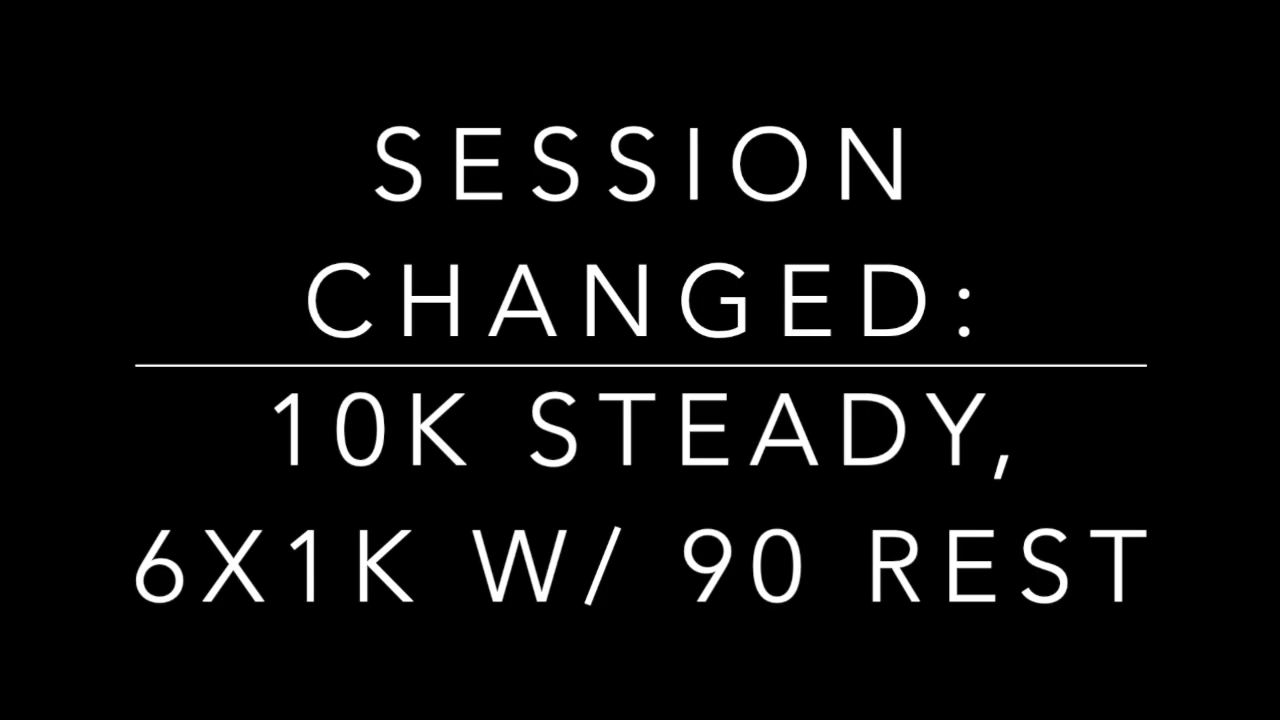 SESSION
CHANGED:
10K STEADY,
6X1K W/ 90 REST